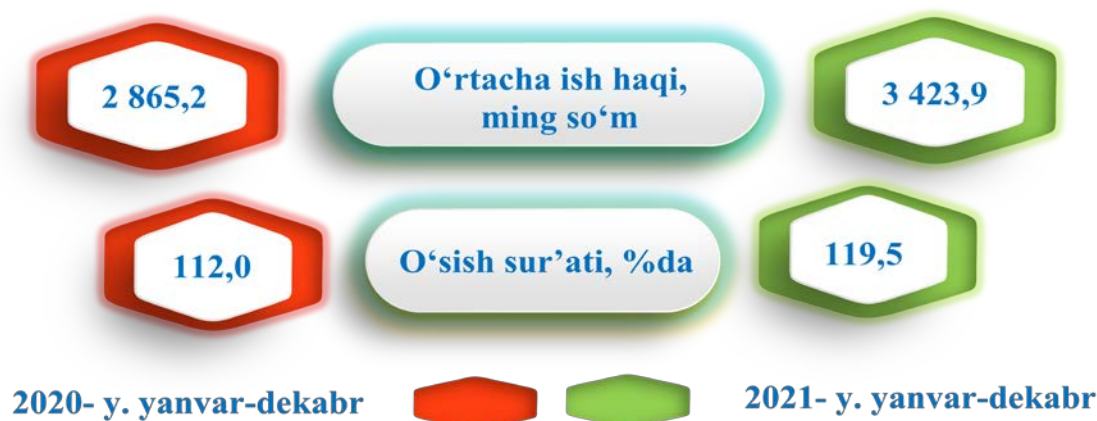 2 865,2
O‘rtacha ish haqi,
ming so‘m
3 423,9
112,0
O‘sish sur’ati, %da
119,5
2020- y. yanvar-dekabr
2021- y. yanvar-dekabr